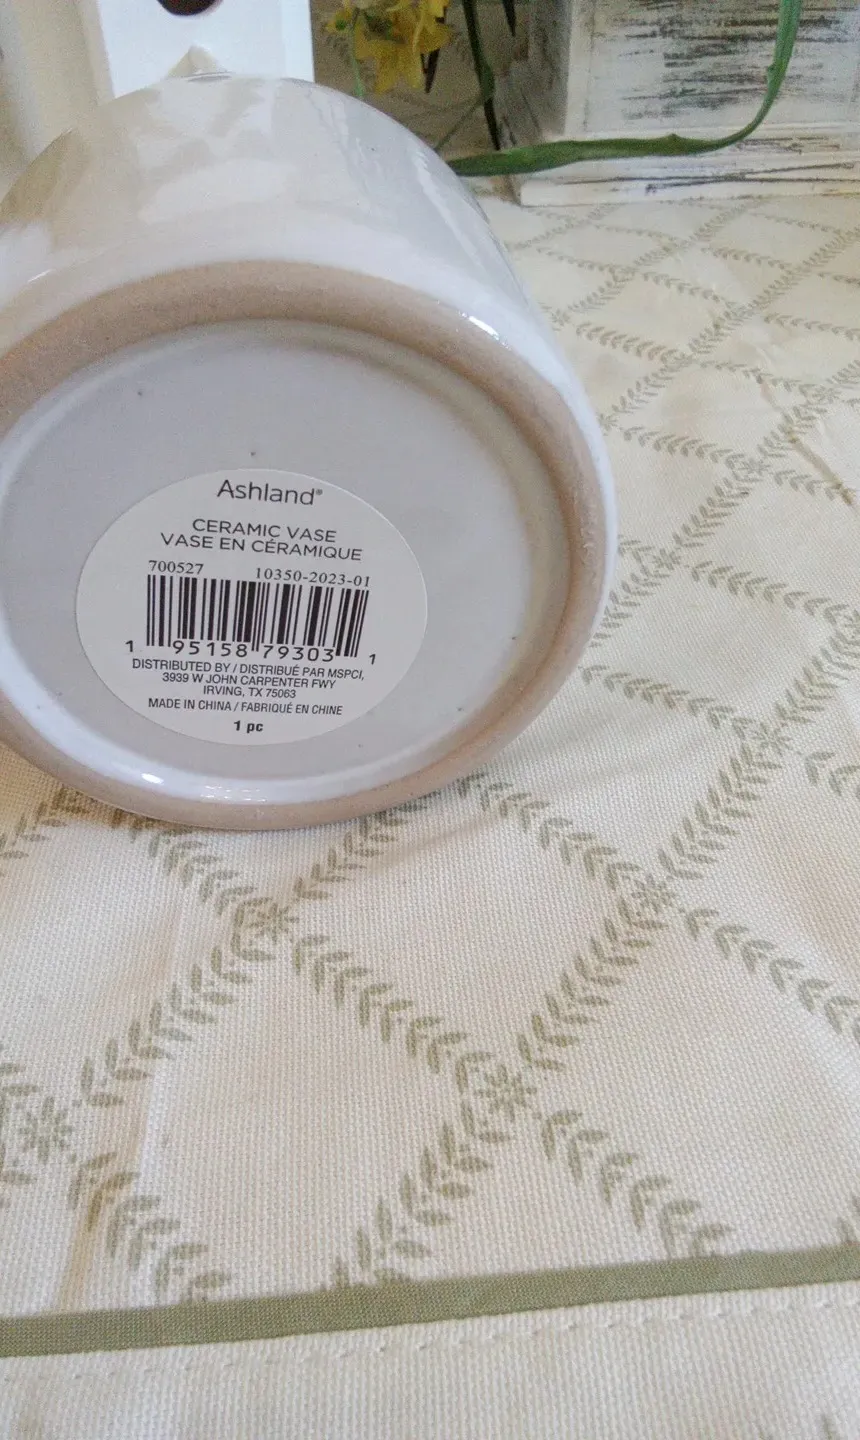 Ashland®
CERAMIC VASE
VASE EN CÉRAMIQUE
700527 10350-2023-01
1 95158 79303 1
DISTRIBUTED BY / DISTRIBUÉ PAR MSPCI,
3939 W JOHN CARPENTER FWY
IRVING, TX 75063
MADE IN CHINA / FABRIQUÉ EN CHINE
1 pc